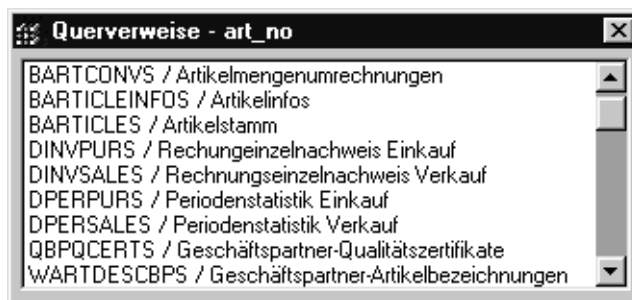 Querverweise - art_no
BARTCONVS / Artikelmengenumrechnungen
BARTICLEINFOS / Artikelinfos
BARTICLES / Artikelstamm
DINVPURS / Rechungeinzelnachweis Einkauf
DINVSALES / Rechnungseinzelnachweis Verkauf
DPERPURS / Periodenstatistik Einkauf
DPERSALES / Periodenstatistik Verkauf
QBPQCERTS / Geschäftspartner-Qualitätszertifikate
WARTDESCBPS / Geschäftspartner-Artikelbezeichnungen